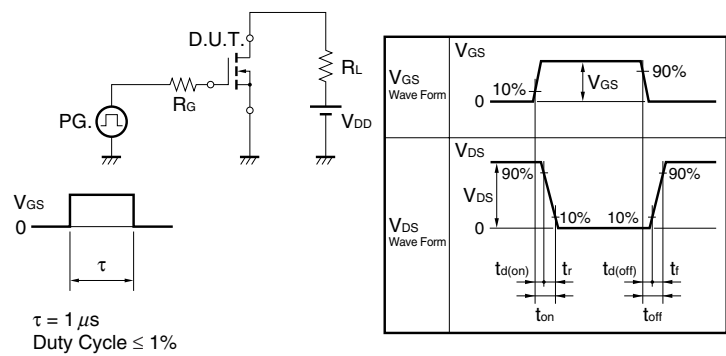 D.U.T.
RL
RG
PG.
VDD
VGS
0
τ
τ = 1 μs
Duty Cycle ≤ 1%
VGS
Wave Form
VGS
10%
VGS
90%
0
VDS
Wave Form
VDS
90%
VDS
90%
10%
10%
0
td(on)
tr
td(off)
tf
ton
toff